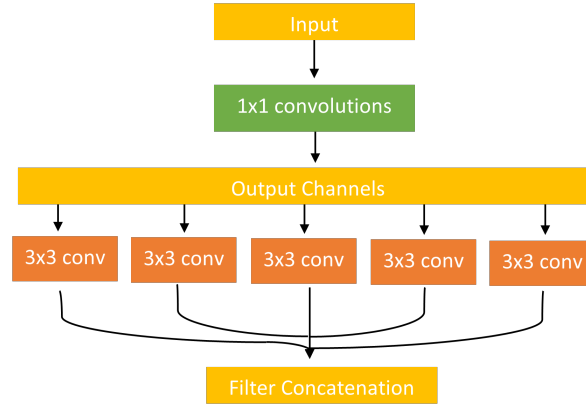 Input
1x1 convolutions
Output Channels
3x3 conv
3x3 conv
3x3 conv
3x3 conv
3x3 conv
Filter Concatenation